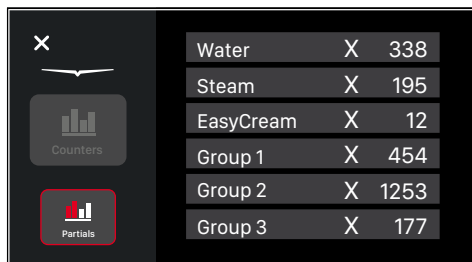 X
Counters
Partials
Water X 338
Steam X 195
EasyCream X 12
Group 1 X 454
Group 2 X 1253
Group 3 X 177